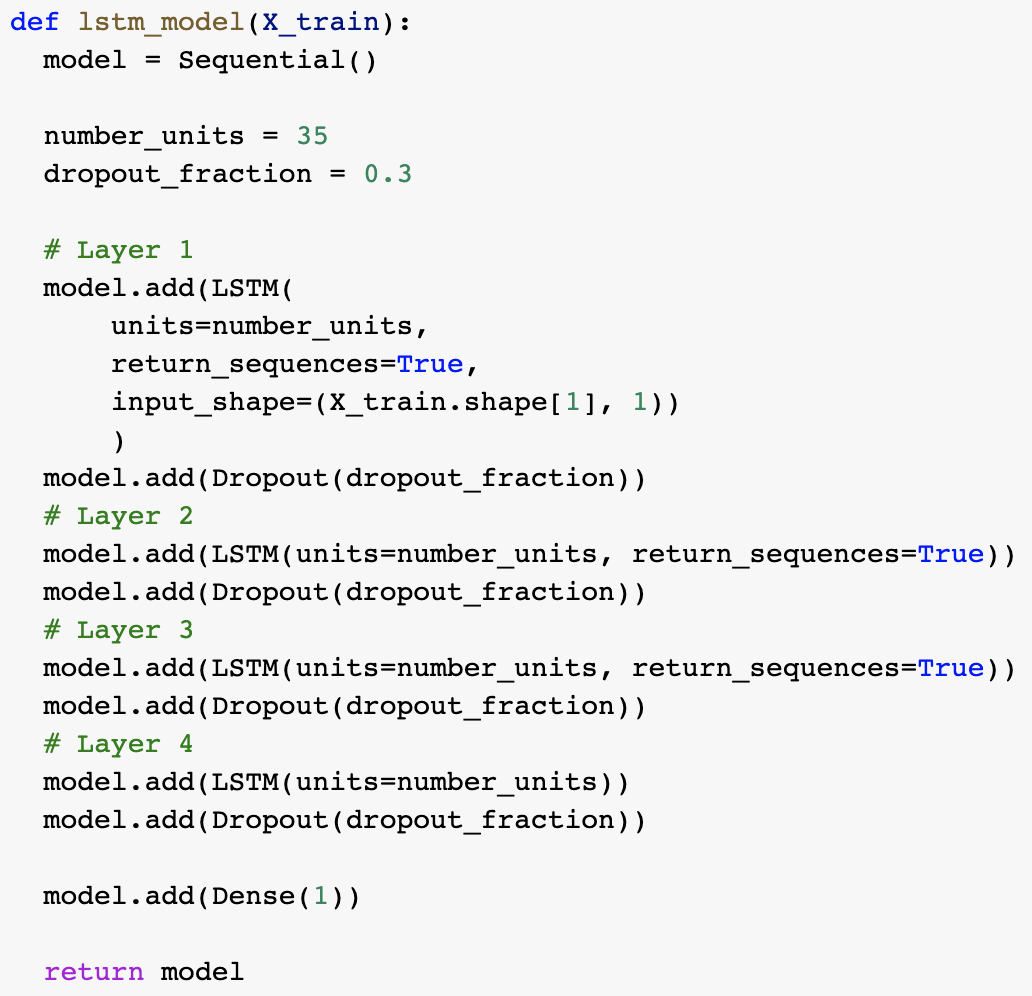 def lstm_model(X_train):
  model = Sequential()

  number_units = 35
  dropout_fraction = 0.3

  # Layer 1
  model.add(LSTM(
      units=number_units,
      return_sequences=True,
      input_shape=(X_train.shape[1], 1))
      )
  model.add(Dropout(dropout_fraction))
  # Layer 2
  model.add(LSTM(units=number_units, return_sequences=True))
  model.add(Dropout(dropout_fraction))
  # Layer 3
  model.add(LSTM(units=number_units, return_sequences=True))
  model.add(Dropout(dropout_fraction))
  # Layer 4
  model.add(LSTM(units=number_units))
  model.add(Dropout(dropout_fraction))

  model.add(Dense(1))

  return model